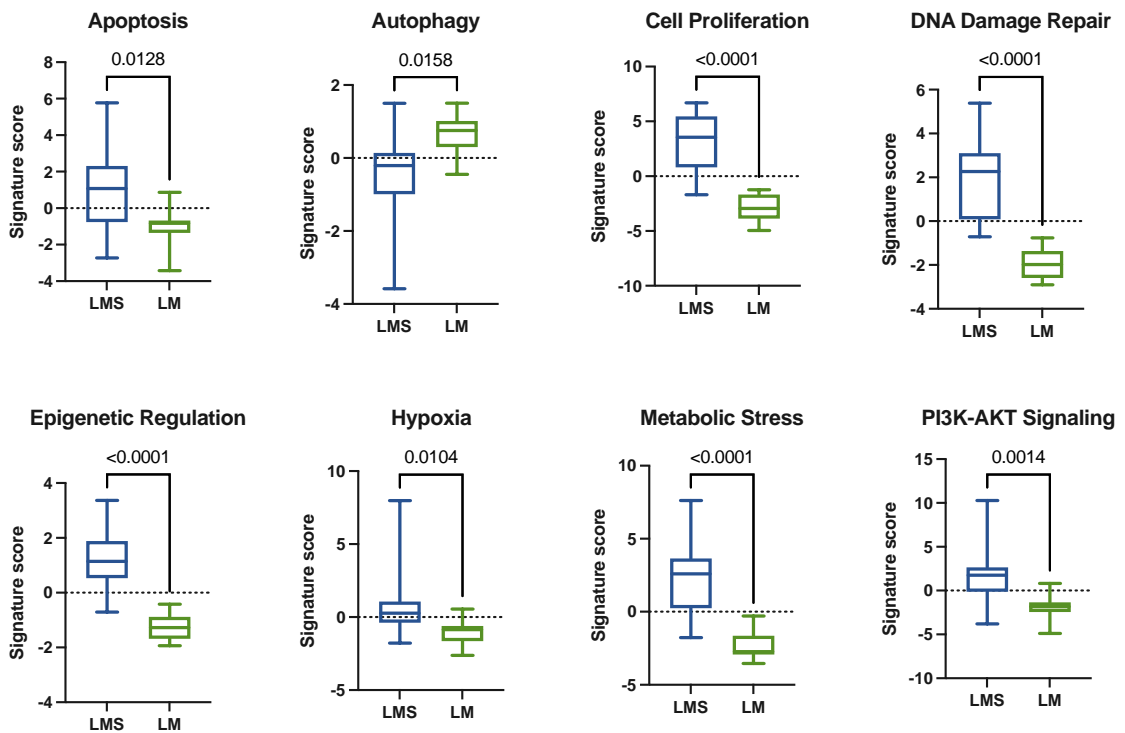 Apoptosis
0.0128
Signature score
8
6
4
2
0
-2
-4
LMS
LM
Autophagy
0.0158
Signature score
2
0
-2
-4
LMS
LM
Cell Proliferation
<0.0001
Signature score
10
5
0
-5
-10
LMS
LM
DNA Damage Repair
<0.0001
Signature score
6
4
2
0
-2
-4
LMS
LM
Epigenetic Regulation
<0.0001
Signature score
4
2
0
-2
-4
LMS
LM
Hypoxia
0.0104
Signature score
10
5
0
-5
LMS
LM
Metabolic Stress
<0.0001
Signature score
10
5
0
-5
LMS
LM
PI3K-AKT Signaling
0.0014
Signature score
15
10
5
0
-5
-10
LMS
LM